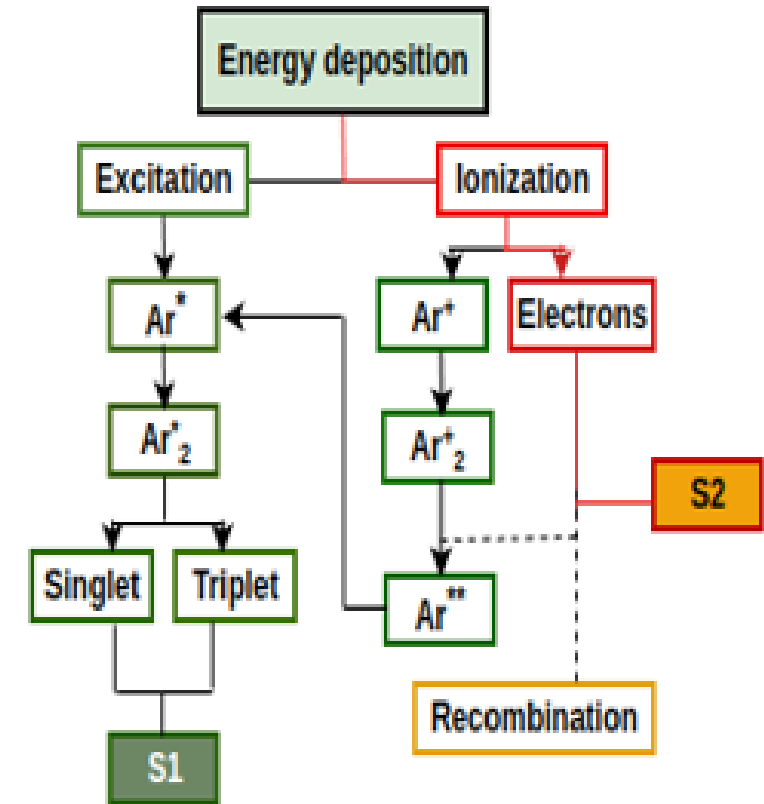 Energy deposition
Excitation
Ionization
Ar*
Ar⁺
Electrons
Ar*₂
Ar⁺₂
S2
Singlet
Triplet
Ar**
Recombination
S1